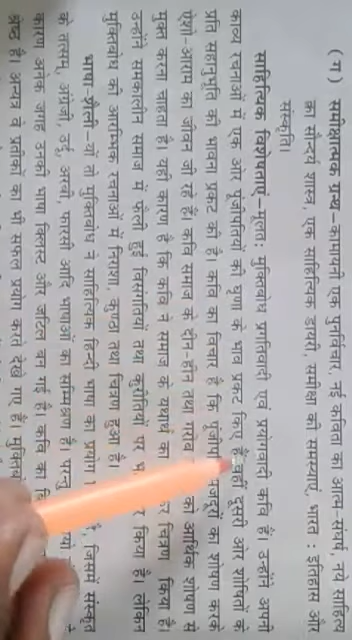 (ग) समीक्षात्मक ग्रन्थ–कामायनी एक पुनर्विचार, नई कविता का आत्म-संघर्ष, नये साहित्य
का सौन्दर्य शास्त्र, एक साहित्यिक डायरी, समीक्षा की समस्याएँ, भारत : इतिहास और
संस्कृति।
साहित्यिक विशेषताएं–मूलतः मुक्तिबोध प्रगतिवादी एवं प्रयोगवादी कवि हैं। उन्होंने अपनी
काव्य रचनाओं में एक ओर पूंजीपतियों की घृणा के भाव प्रकट किए हैं वहीं दूसरी ओर शोषितों के
प्रति सहानुभूति की भावना प्रकट की है। कवि का विचार है कि मजदूरों का शोषण करके
ऐशो-आराम का जीवन जी रहे हैं। कवि समाज के दीन-हीन तथा गरीब आर्थिक शोषण से
मुक्त करना चाहता है। यही कारण है कि कवि ने समाज के यथार्थ का चित्रण किया है।
उन्होंने समकालीन समाज में फैली हुई विसंगतियों तथा कुरीतियों पर किया है। लेकिन
मुक्तिबोध की आरंभिक रचनाओं में निराशा, कुण्ठा तथा चित्रण हुआ है।
भाषा शैली–यों तो मुक्तिबोध ने साहित्यिक हिन्दी भाषा का प्रयोग है, जिसमें संस्कृत
के तत्सम, अंग्रेजी, उर्दू, अरबी, फारसी आदि भाषाओं का सम्मिश्रण है। परन्तु
कारण अनेक जगह उनकी भाषा क्लिष्ट और जटिल बन गई है। कवि का
श्रेष्ठ है। अन्यत्र वे प्रतीकों का भी सफल प्रयोग करते देखे गए हैं।